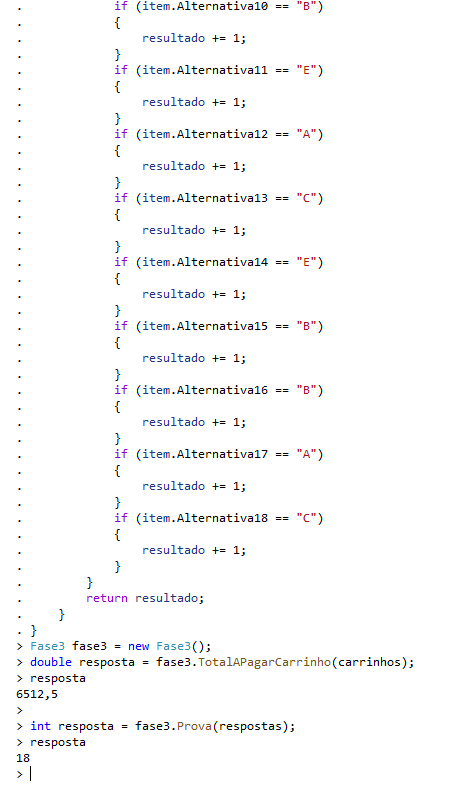 .             if (item.Alternativa10 == "B")
.             {
.                 resultado += 1;
.             }
.             if (item.Alternativa11 == "E")
.             {
.                 resultado += 1;
.             }
.             if (item.Alternativa12 == "A")
.             {
.                 resultado += 1;
.             }
.             if (item.Alternativa13 == "C")
.             {
.                 resultado += 1;
.             }
.             if (item.Alternativa14 == "E")
.             {
.                 resultado += 1;
.             }
.             if (item.Alternativa15 == "B")
.             {
.                 resultado += 1;
.             }
.             if (item.Alternativa16 == "B")
.             {
.                 resultado += 1;
.             }
.             if (item.Alternativa17 == "A")
.             {
.                 resultado += 1;
.             }
.             if (item.Alternativa18 == "C")
.             {
.                 resultado += 1;
.             }
.         }
.         return resultado;
.     }
. }
> Fase3 fase3 = new Fase3();
> double resposta = fase3.TotalAPagarCarrinho(carrinhos);
> resposta
6512,5
>
> int resposta = fase3.Prova(respostas);
> resposta
18
>